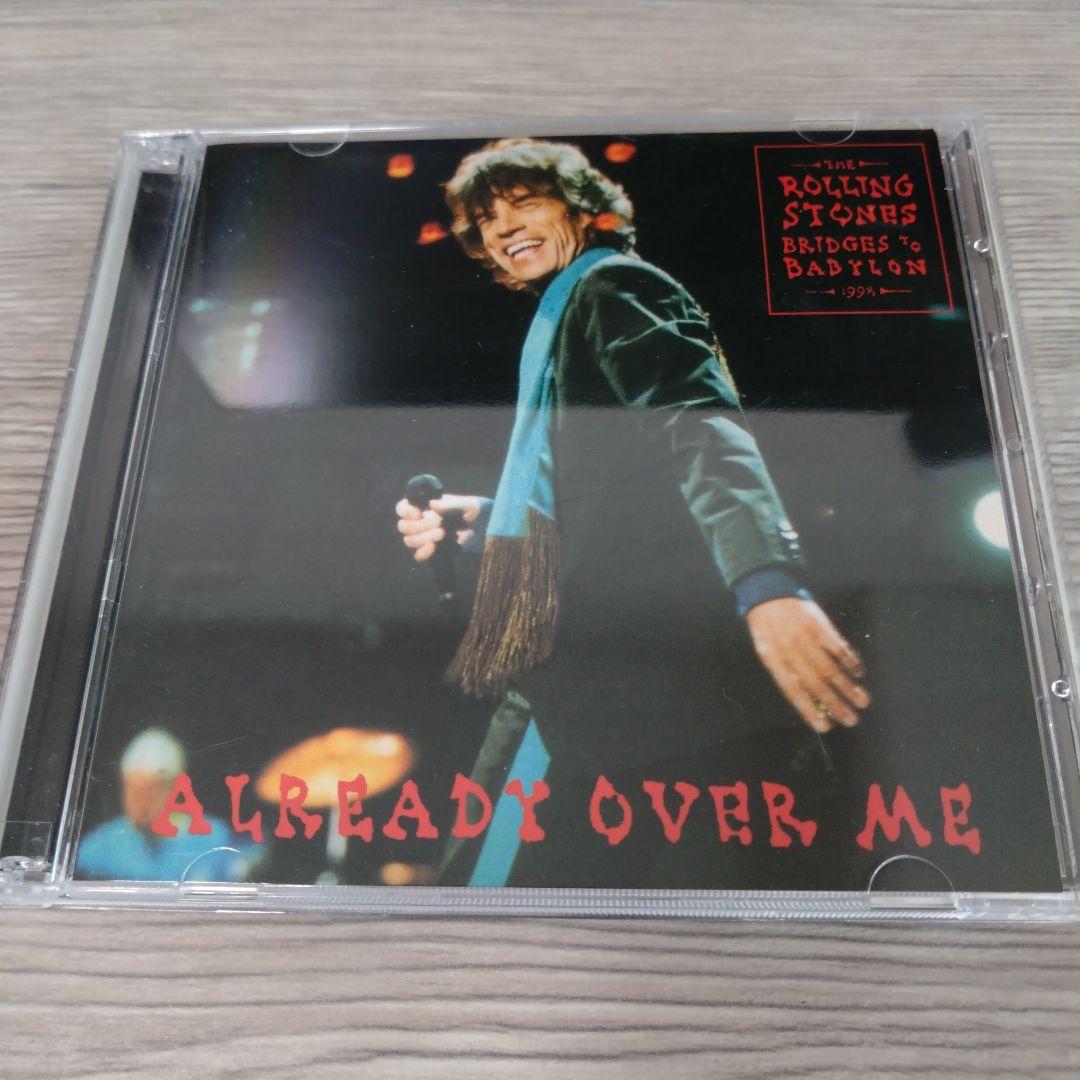 THE
ROLLING
STONES
BRIDGES TO
BABYLON
1998
ALREADY OVER ME